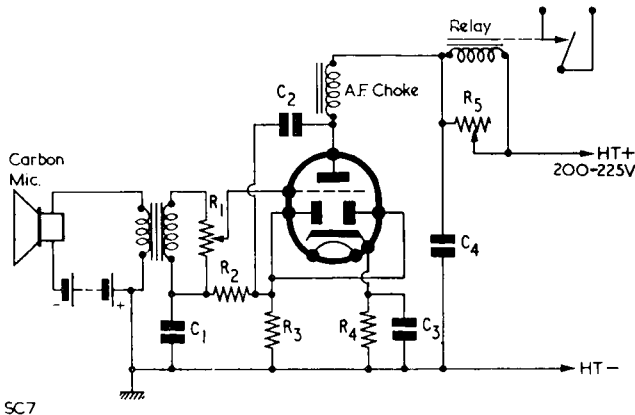 Relay
C2
A.F. Choke
R5
HT+
200-225V
Carbon
Mic.
R1
R2
C4
C1
R3
R4
C3
- +
HT-
SC7